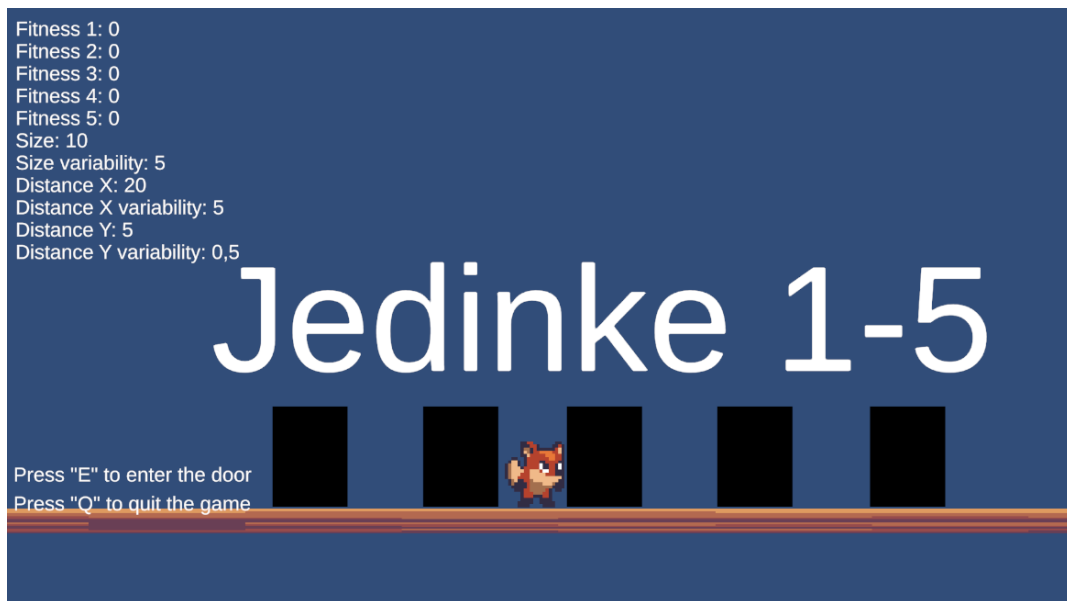 Fitness 1: 0
Fitness 2: 0
Fitness 3: 0
Fitness 4: 0
Fitness 5: 0
Size: 10
Size variability: 5
Distance X: 20
Distance X variability: 5
Distance Y: 5
Distance Y variability: 0,5
Jedinke 1-5
Press "E" to enter the door
Press "Q" to quit the game